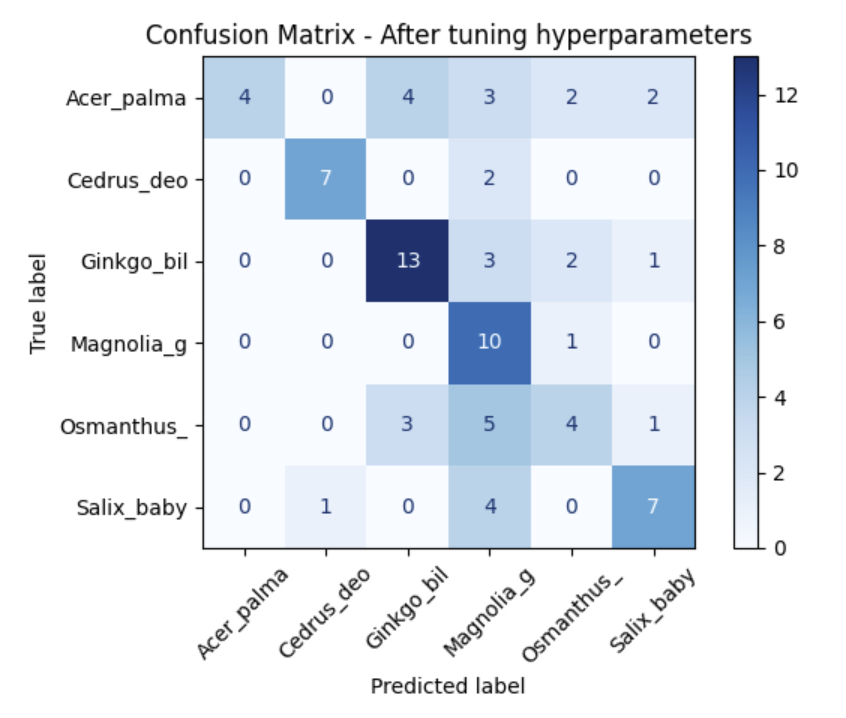 Confusion Matrix - After tuning hyperparameters
Acer_palma 4 0 4 3 2 2
Cedrus_deo 0 7 0 2 0 0
Ginkgo_bil 0 0 13 3 2 1
Magnolia_g 0 0 0 10 1 0
Osmanthus_ 0 0 3 5 4 1
Salix_baby 0 1 0 4 0 7
Acer_palma Cedrus_deo Ginkgo_bil Magnolia_g Osmanthus_ Salix_baby
Predicted label
True label
12
10
8
6
4
2
0